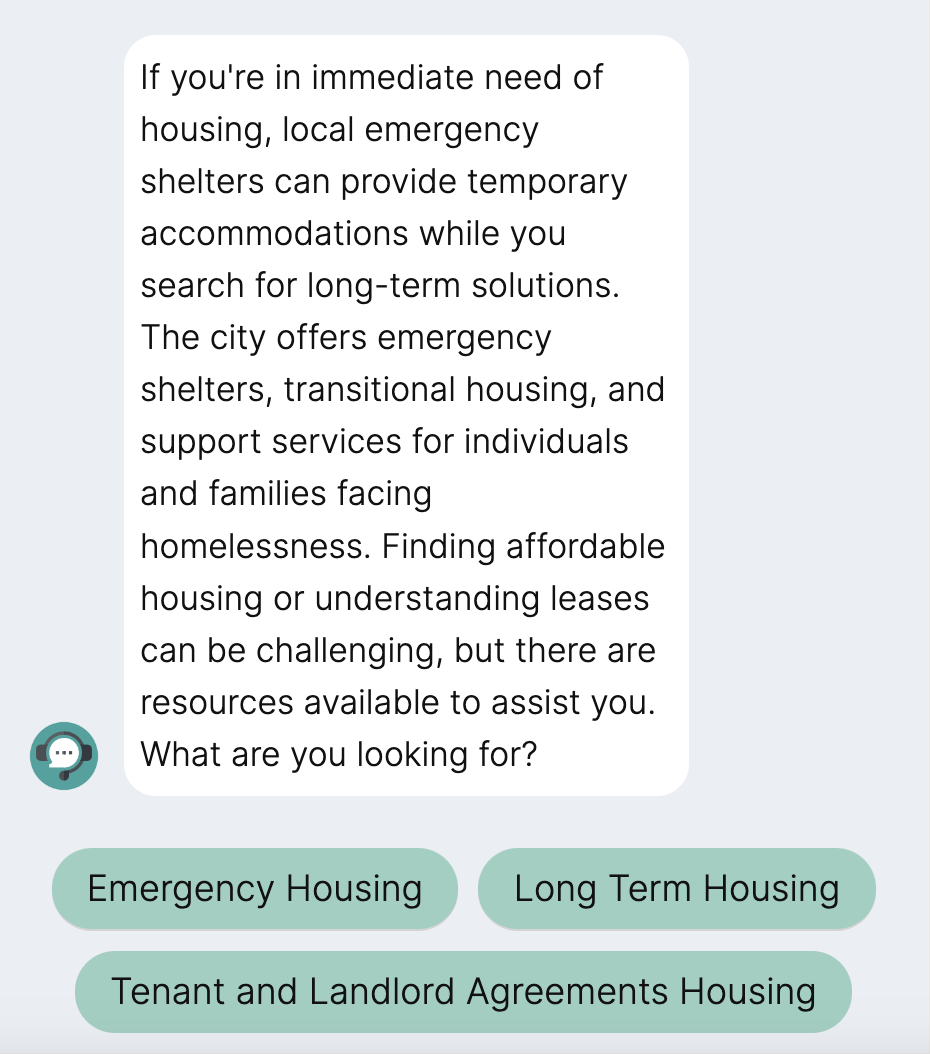 If you're in immediate need of
housing, local emergency
shelters can provide temporary
accommodations while you
search for long-term solutions.
The city offers emergency
shelters, transitional housing, and
support services for individuals
and families facing
homelessness. Finding affordable
housing or understanding leases
can be challenging, but there are
resources available to assist you.
What are you looking for?
Emergency Housing
Long Term Housing
Tenant and Landlord Agreements Housing